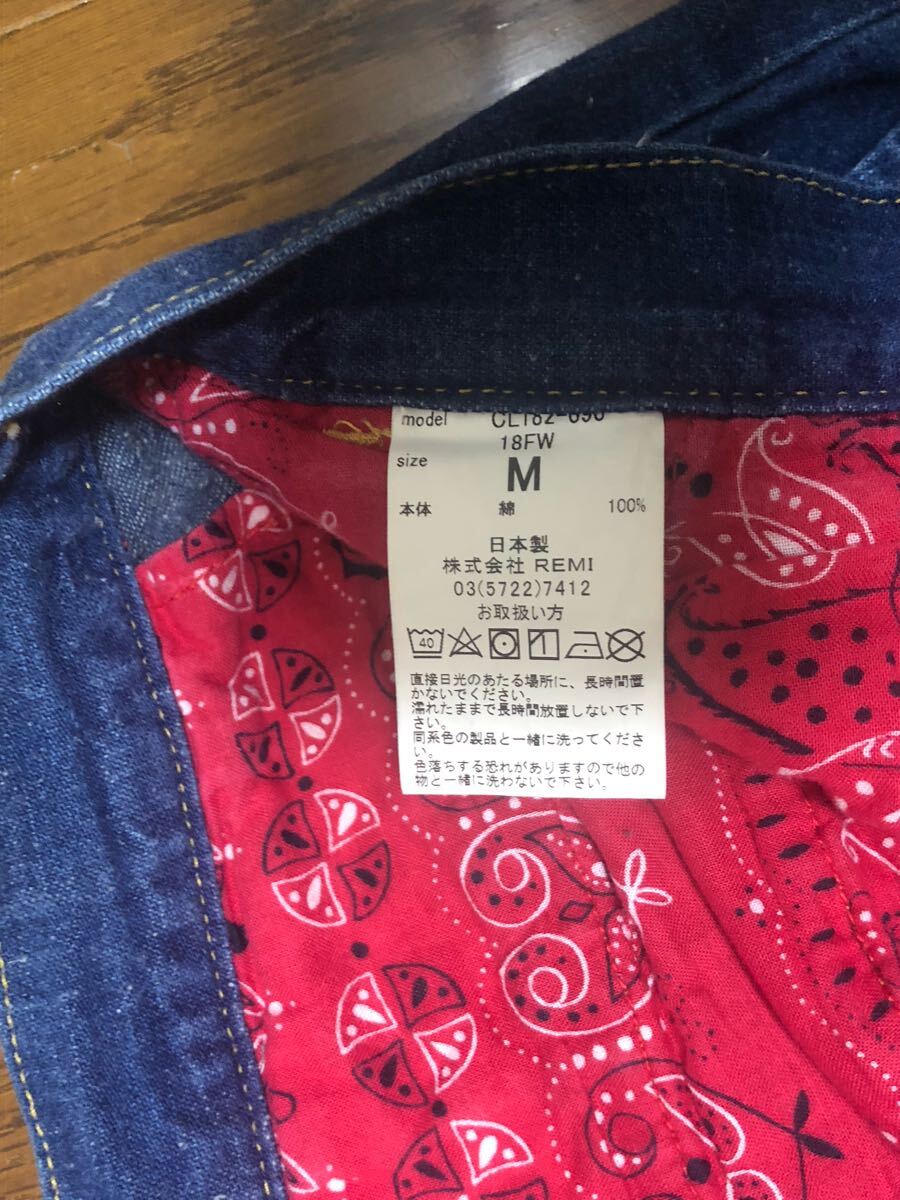 model
18FW
size M
本体 綿 100%
日本製
株式会社 REMI
03(5722)7412
お取扱い方
40
1
直接日光のあたる場所に、長時間置
かないでください。
濡れたままで長時間放置しないで下
さい。
同系色の製品と一緒に洗ってくださ
い。
色落ちする恐れがありますので他の
物と一緒に洗わないで下さい。